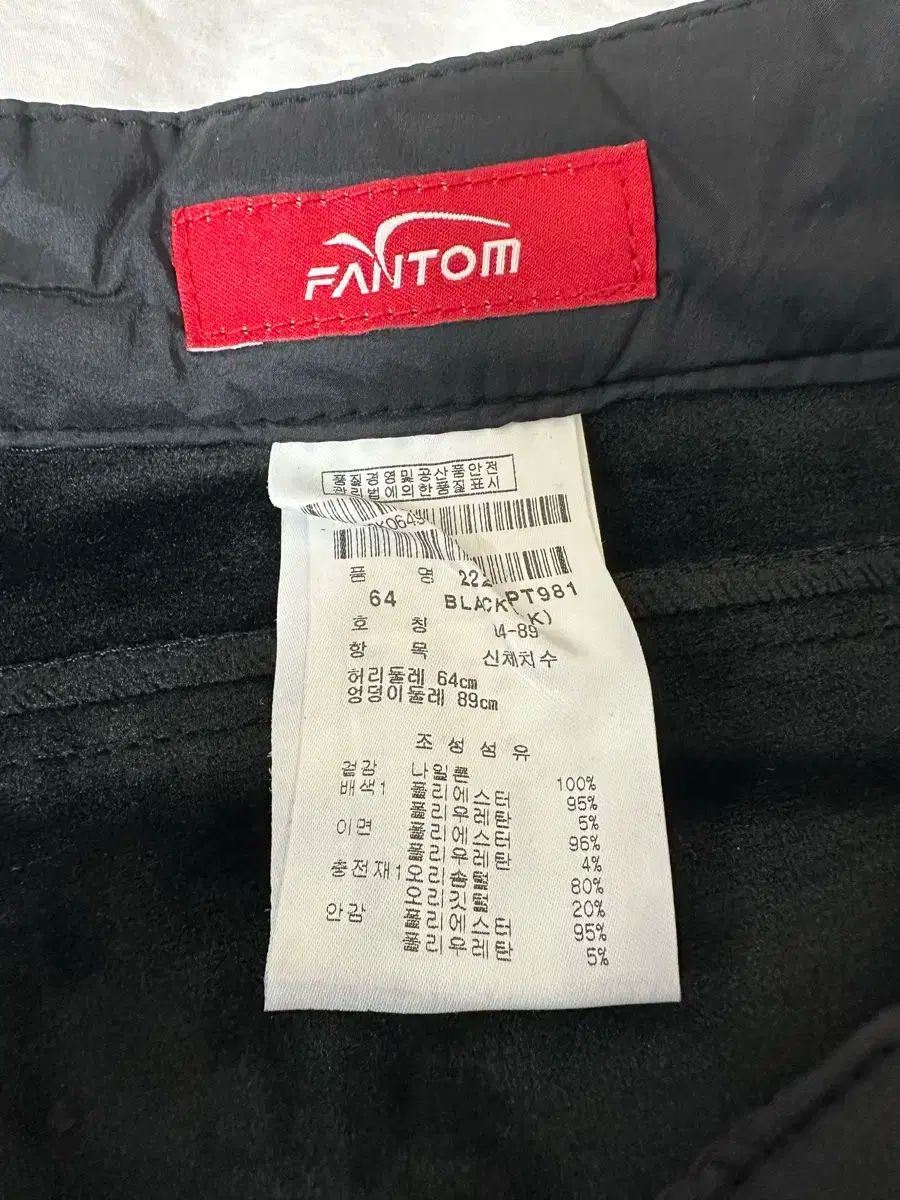 FANTOM
품질경영및공산품안전
관리법에의한품질표시
품 명 222
PT981
64 BLACK
K)
호 칭 4-89
항 목 신체치수
허리둘레 64cm
엉덩이둘레 89cm
조 성 섬 유
겉감 나일론 100%
배색1 폴리에스터 95%
폴리우레탄 5%
이면 폴리에스터 96%
폴리우레탄 4%
충전재1 오리솜털 80%
오리깃털 20%
안감 폴리에스터 95%
폴리우레탄 5%